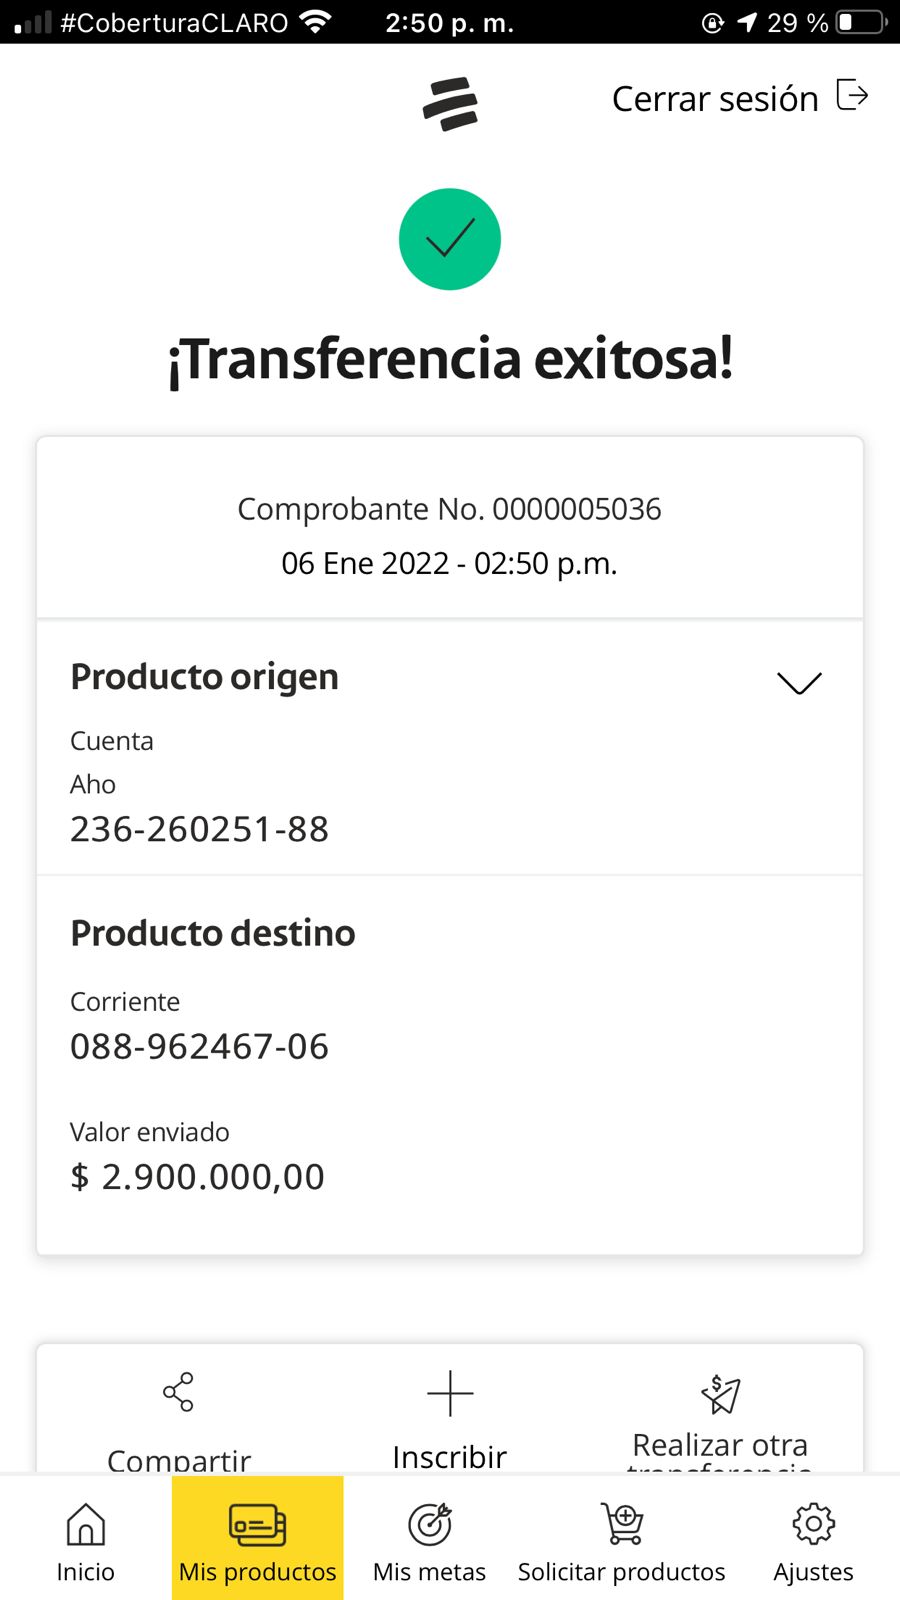 #CoberturaCLARO 2:50 p. m. 29 %
Cerrar sesión
¡Transferencia exitosa!
Comprobante No. 0000005036
06 Ene 2022 - 02:50 p.m.
Producto origen
Cuenta
Aho
236-260251-88
Producto destino
Corriente
088-962467-06
Valor enviado
$ 2.900.000,00
Compartir
Inscribir
Realizar otra
transferencia
Inicio
Mis productos
Mis metas
Solicitar productos
Ajustes